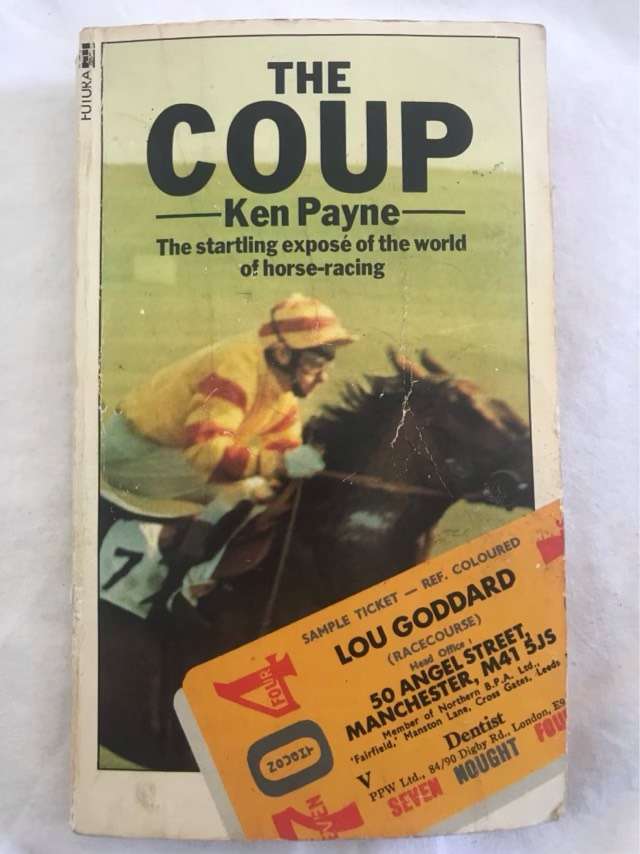 FUTURA
THE
COUP
Ken Payne
The startling exposé of the world
of horse-racing
7
SAMPLE TICKET — REF. COLOURED
LOU GODDARD
(RACECOURSE)
Head Office,
50 ANGEL STREET,
MANCHESTER, M41 5JS
Member of Northern B.P.A. Ltd.,
'Fairfield,' Manston Lane, Cross Gates, Leeds
Dentist
V
PPW Ltd., 84/90 Digby Rd., London, E9
SEVEN NOUGHT FOU
4
FOUR
0
7
VEN